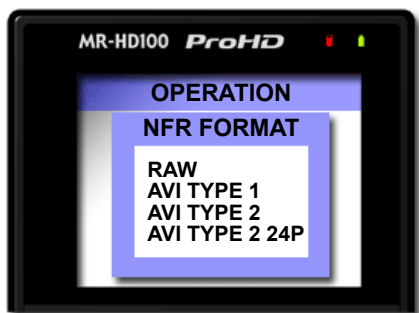 MR-HD100 ProHD
OPERATION
NFR FORMAT
RAW
AVI TYPE 1
AVI TYPE 2
AVI TYPE 2 24P